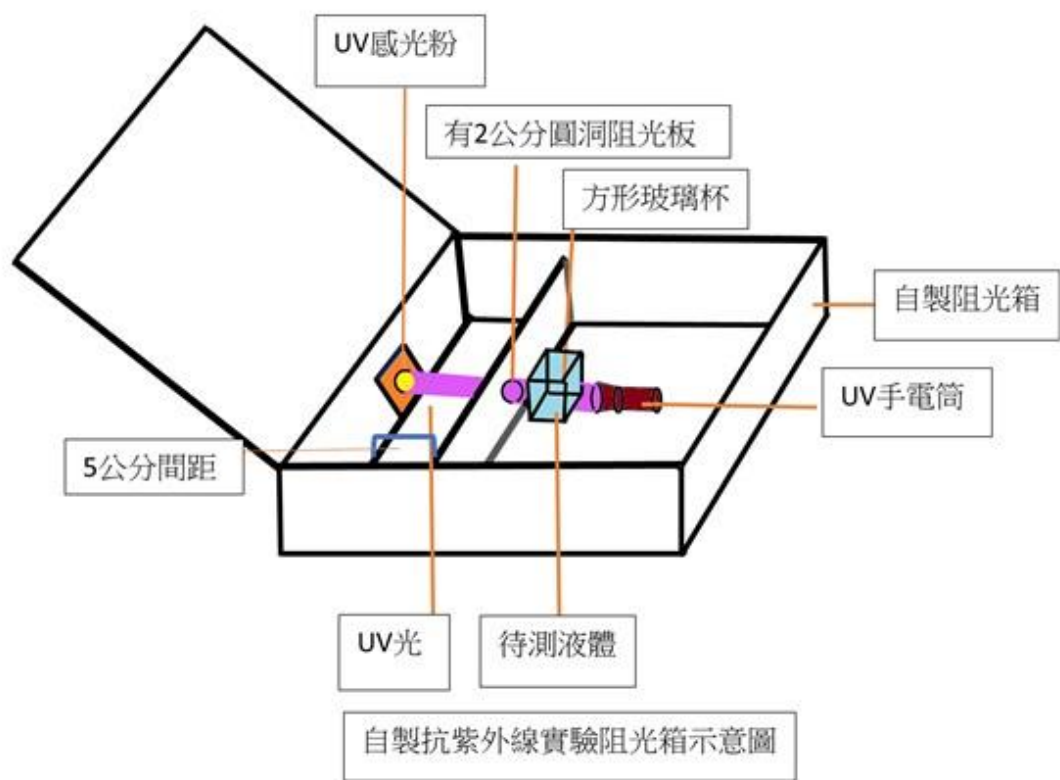 UV感光粉
有2公分圓洞阻光板
方形玻璃杯
自製阻光箱
UV手電筒
5公分間距
UV光
待測液體
自製抗紫外線實驗阻光箱示意圖